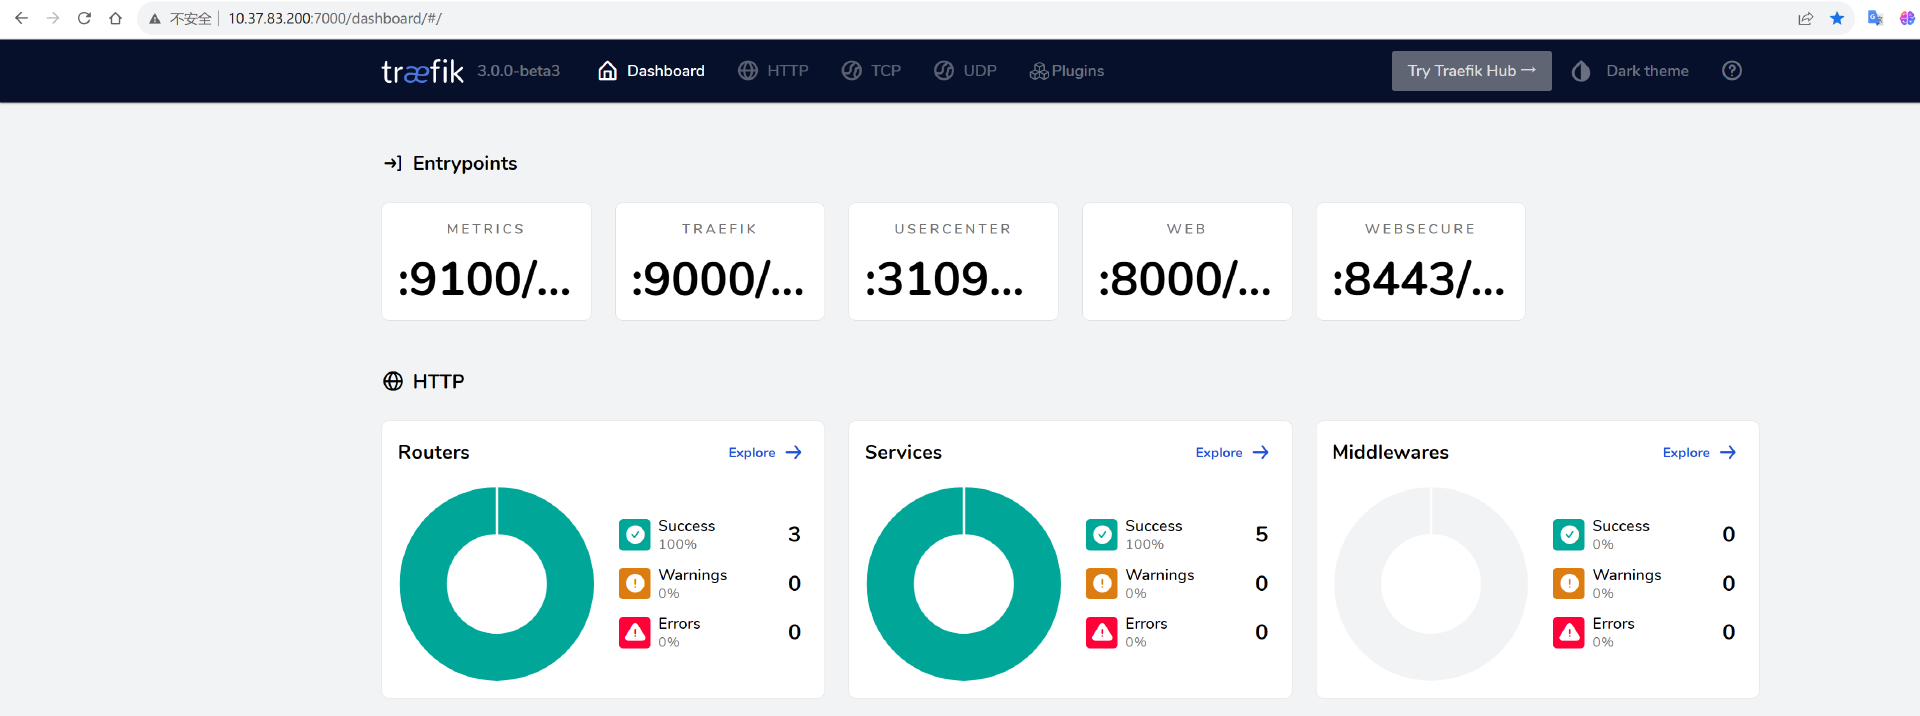 不安全 10.37.83.200:7000/dashboard/#/
træfik 3.0.0-beta3 Dashboard HTTP TCP UDP Plugins Try Traefik Hub → Dark theme
Entrypoints
METRICS TRAEFIK USERCENTER WEB WEBSECURE
:9100/... :9000/... :3109... :8000/... :8443/...
HTTP
Routers Explore → Services Explore → Middlewares Explore →
Success 3 Success 5 Success 0
100% 100% 0%
Warnings 0 Warnings 0 Warnings 0
0% 0% 0%
Errors 0 Errors 0 Errors 0
0% 0% 0%